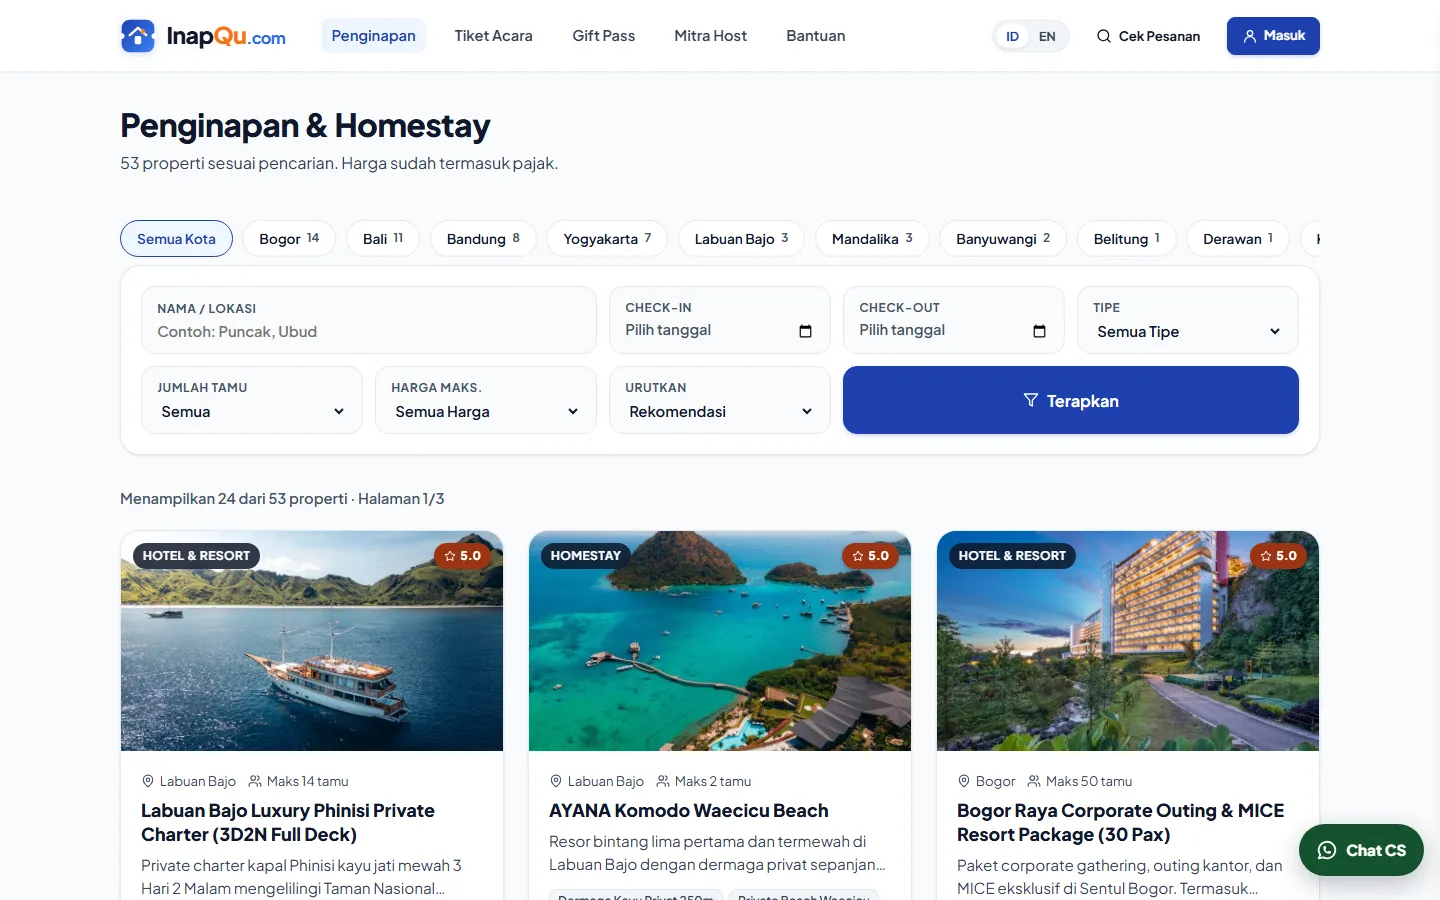 InapQu.com
Penginapan
Tiket Acara
Gift Pass
Mitra Host
Bantuan
ID EN
Cek Pesanan
Masuk
Penginapan & Homestay
53 properti sesuai pencarian. Harga sudah termasuk pajak.
Semua Kota
Bogor 14
Bali 11
Bandung 8
Yogyakarta 7
Labuan Bajo 3
Mandalika 3
Banyuwangi 2
Belitung 1
Derawan 1
NAMA / LOKASI
Contoh: Puncak, Ubud
CHECK-IN
Pilih tanggal
CHECK-OUT
Pilih tanggal
TIPE
Semua Tipe
JUMLAH TAMU
Semua
HARGA MAKS.
Semua Harga
URUTKAN
Rekomendasi
Terapkan
Menampilkan 24 dari 53 properti · Halaman 1/3
HOTEL & RESORT
5.0
Labuan Bajo Maks 14 tamu
Labuan Bajo Luxury Phinisi Private
Charter (3D2N Full Deck)
Private charter kapal Phinisi kayu jati mewah 3
Hari 2 Malam mengelilingi Taman Nasional...
HOMESTAY
5.0
Labuan Bajo Maks 2 tamu
AYANA Komodo Waecicu Beach
Resor bintang lima pertama dan termewah di
Labuan Bajo dengan dermaga privat sepanjan...
Dermaga Kayu Privat 250m
Private Beach Waecicu
HOTEL & RESORT
5.0
Bogor Maks 50 tamu
Bogor Raya Corporate Outing & MICE
Resort Package (30 Pax)
Paket corporate gathering, outing kantor, dan
MICE eksklusif di Sentul Bogor. Termasuk...
Chat CS